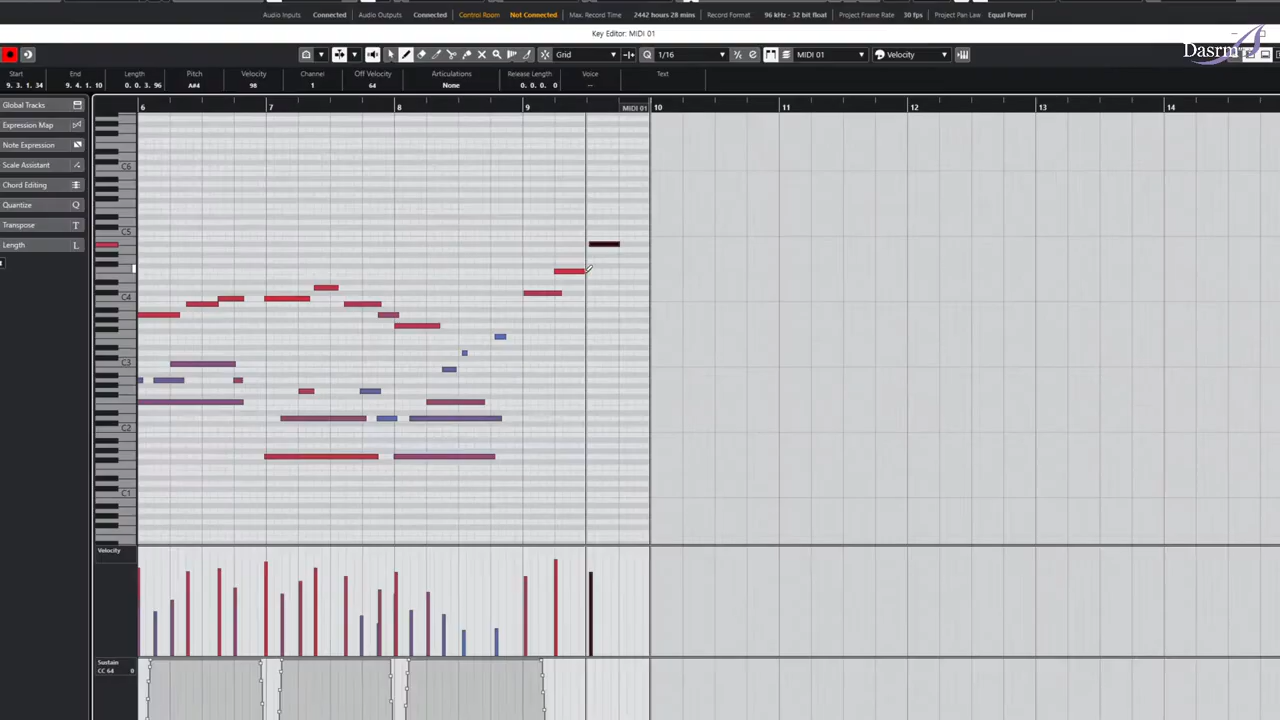 Audio Inputs Connected Audio Outputs Connected Control Room Not Connected Max. Record Time 2442 hours 28 mins Record Format 96 kHz - 32 bit float Project Frame Rate 30 fps Project Pan Law Equal Power
Key Editor: MIDI 01
Dasrm
Grid 1/16 MIDI 01 Velocity
Start End Length Pitch Velocity Channel Off Velocity Articulations Release Length Voice Text
9. 3. 1. 34 9. 4. 1. 10 0. 0. 3. 96 A#4 98 1 64 None 0. 0. 0. 0 --
Global Tracks
6 7 8 9 MIDI 01 10 11 12 13 14
Expression Map
Note Expression
Scale Assistant
Chord Editing
Quantize Q
Transpose T
Length L
C6
C5
C4
C3
C2
C1
Velocity
Sustain
CC 64 0